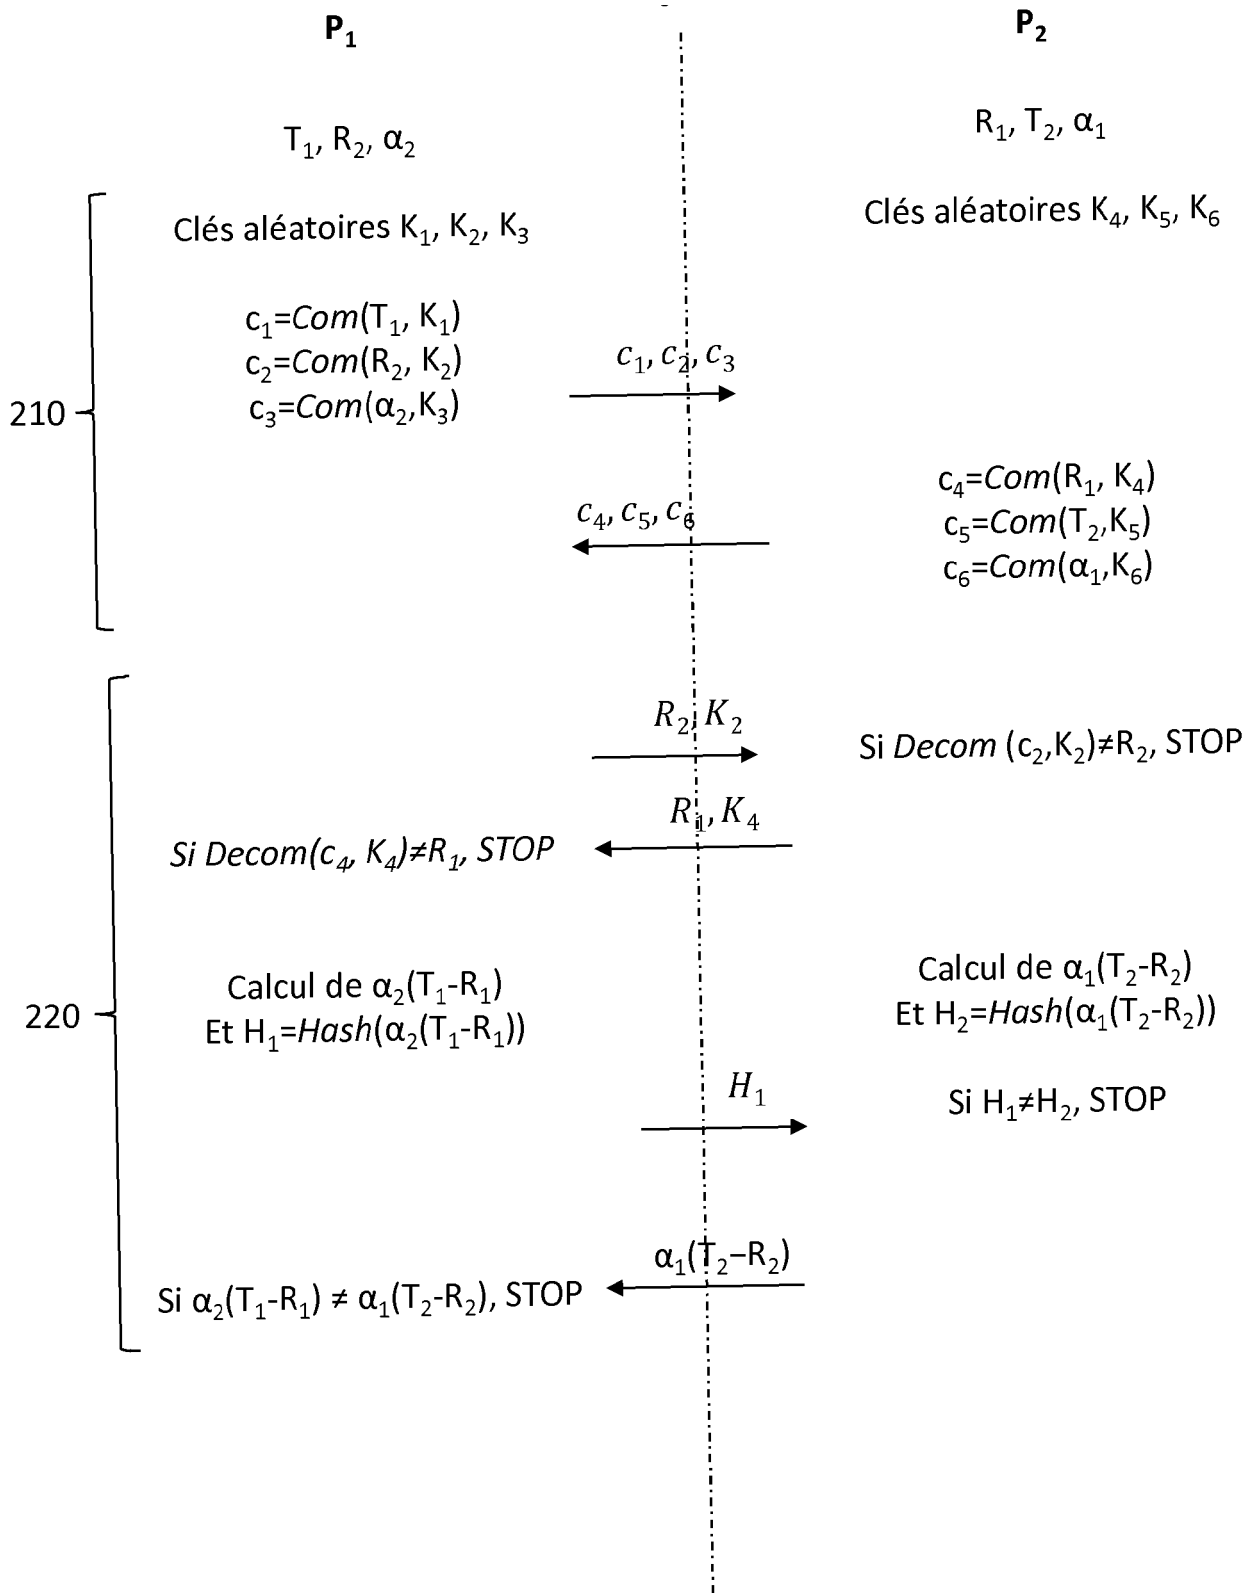 P₁
P₂
T₁, R₂, α₂
R₁, T₂, α₁
Clés aléatoires K₁, K₂, K₃
Clés aléatoires K₄, K₅, K₆
c₁=Com(T₁, K₁)
c₂=Com(R₂, K₂)
c₃=Com(α₂,K₃)
c₁, c₂, c₃
210
c₄=Com(R₁, K₄)
c₅=Com(T₂,K₅)
c₆=Com(α₁,K₆)
c₄, c₅, c₆
R₂, K₂
Si Decom (c₂,K₂)≠R₂, STOP
R₁, K₄
Si Decom(c₄, K₄)≠R₁, STOP
Calcul de α₂(T₁-R₁)
Et H₁=Hash(α₂(T₁-R₁))
Calcul de α₁(T₂-R₂)
Et H₂=Hash(α₁(T₂-R₂))
220
H₁
Si H₁≠H₂, STOP
α₁(T₂−R₂)
Si α₂(T₁-R₁) ≠ α₁(T₂-R₂), STOP